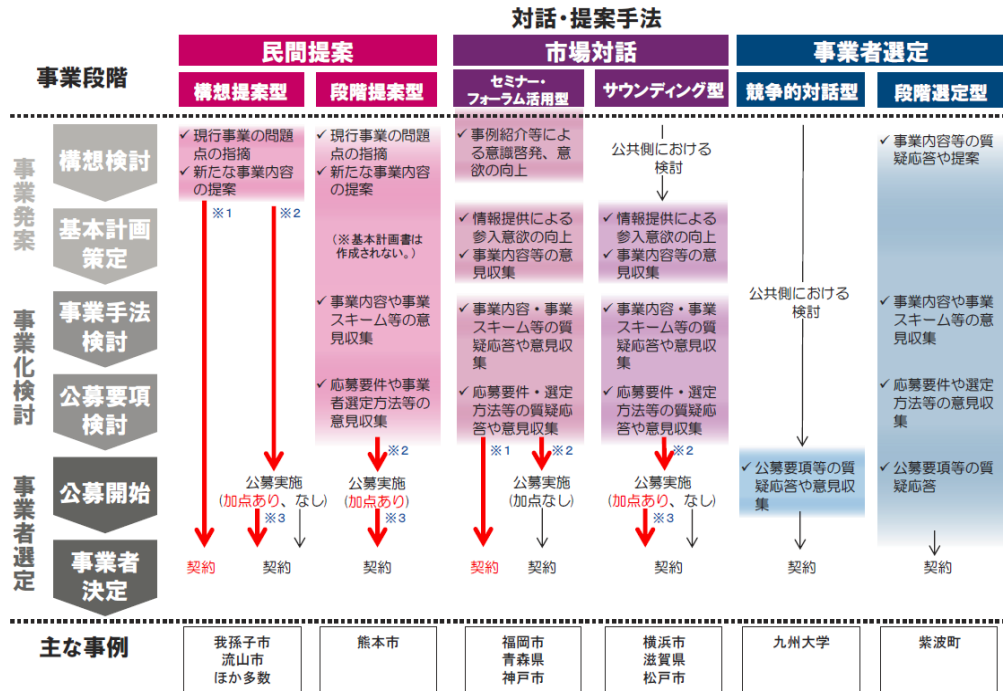 対話・提案手法
事業段階
民間提案
市場対話
事業者選定
構想提案型
段階提案型
セミナー・
フォーラム活用型
サウンディング型
競争的対話型
段階選定型
事業発案
構想検討
✓ 現行事業の問題
点の指摘
✓ 新たな事業内容
の提案
✓ 現行事業の問題
点の指摘
✓ 新たな事業内容
の提案
✓ 事例紹介等によ
る意識啓発、意
欲の向上
公共側における
検討
✓ 事業内容等の質
疑応答や提案
※1
※2
基本計画
策定
(※基本計画書は
作成されない。)
✓ 情報提供による
参入意欲の向上
✓ 事業内容等の意
見収集
✓ 情報提供による
参入意欲の向上
✓ 事業内容等の意
見収集
公共側における
検討
事業化検討
事業手法
検討
✓ 事業内容や事業
スキーム等の意
見収集
✓ 事業内容・事業
スキーム等の質
疑応答や意見収
集
✓ 事業内容・事業
スキーム等の質
疑応答や意見収
集
✓ 事業内容や事業
スキーム等の意
見収集
公募要項
検討
✓ 応募要件や事業
者選定方法等の
意見収集
✓ 応募要件・選定
方法等の質疑応
答や意見収集
✓ 応募要件・選定
方法等の質疑応
答や意見収集
✓ 応募要件や選定
方法等の意見収
集
※2
※1
※2
※2
事業者選定
公募開始
公募実施
(加点あり、なし)
公募実施
(加点あり)
公募実施
(加点なし)
公募実施
(加点あり、なし)
✓ 公募要項等の質
疑応答や意見収
集
✓ 公募要項等の質
疑応答
※3
※3
※3
事業者
決定
契約
契約
契約
契約
契約
契約
契約
契約
主な事例
我孫子市
流山市
ほか多数
熊本市
福岡市
青森県
神戸市
横浜市
滋賀県
松戸市
九州大学
紫波町